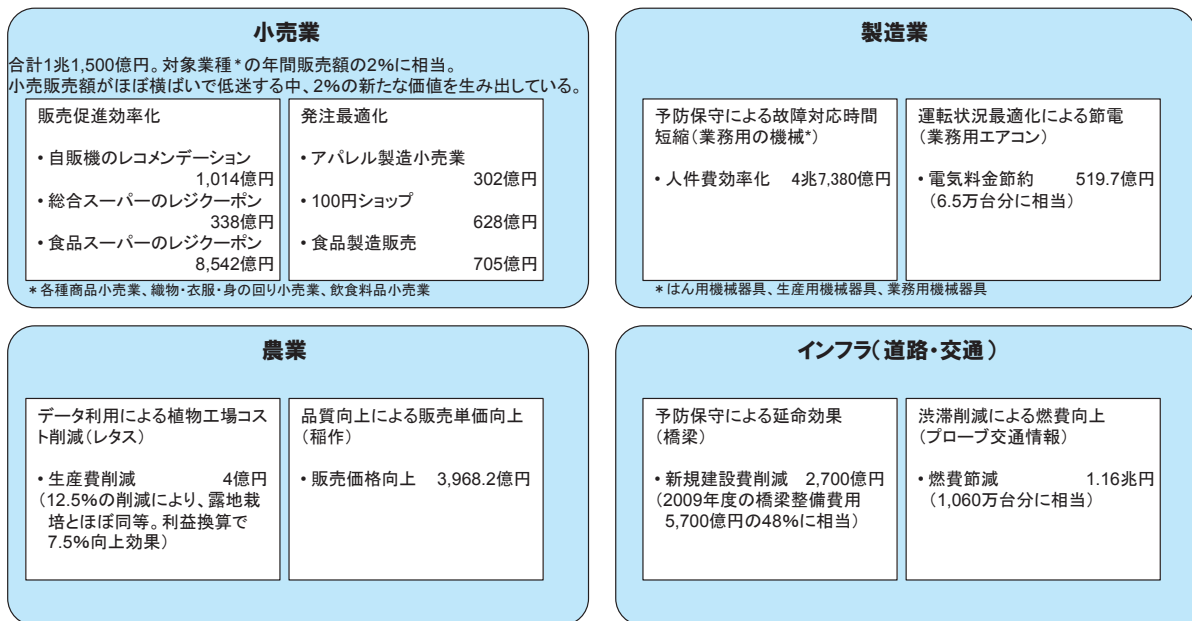 小売業
合計1兆1,500億円。対象業種*の年間販売額の2%に相当。
小売販売額がほぼ横ばいで低迷する中、2%の新たな価値を生み出している。
販売促進効率化
・自販機のレコメンデーション
1,014億円
・総合スーパーのレジクーポン
338億円
・食品スーパーのレジクーポン
8,542億円
発注最適化
・アパレル製造小売業
302億円
・100円ショップ
628億円
・食品製造販売
705億円
*各種商品小売業、織物・衣服・身の回り小売業、飲食料品小売業
製造業
予防保守による故障対応時間
短縮(業務用の機械*)
・人件費効率化 4兆7,380億円
運転状況最適化による節電
(業務用エアコン)
・電気料金節約 519.7億円
(6.5万台分に相当)
*はん用機械器具、生産用機械器具、業務用機械器具
農業
データ利用による植物工場コス
ト削減(レタス)
・生産費削減 4億円
(12.5%の削減により、露地栽
培とほぼ同等。利益換算で
7.5%向上効果)
品質向上による販売単価向上
(稲作)
・販売価格向上 3,968.2億円
インフラ(道路・交通)
予防保守による延命効果
(橋梁)
・新規建設費削減 2,700億円
(2009年度の橋梁整備費用
5,700億円の48%に相当)
渋滞削減による燃費向上
(プローブ交通情報)
・燃費節減 1.16兆円
(1,060万台分に相当)